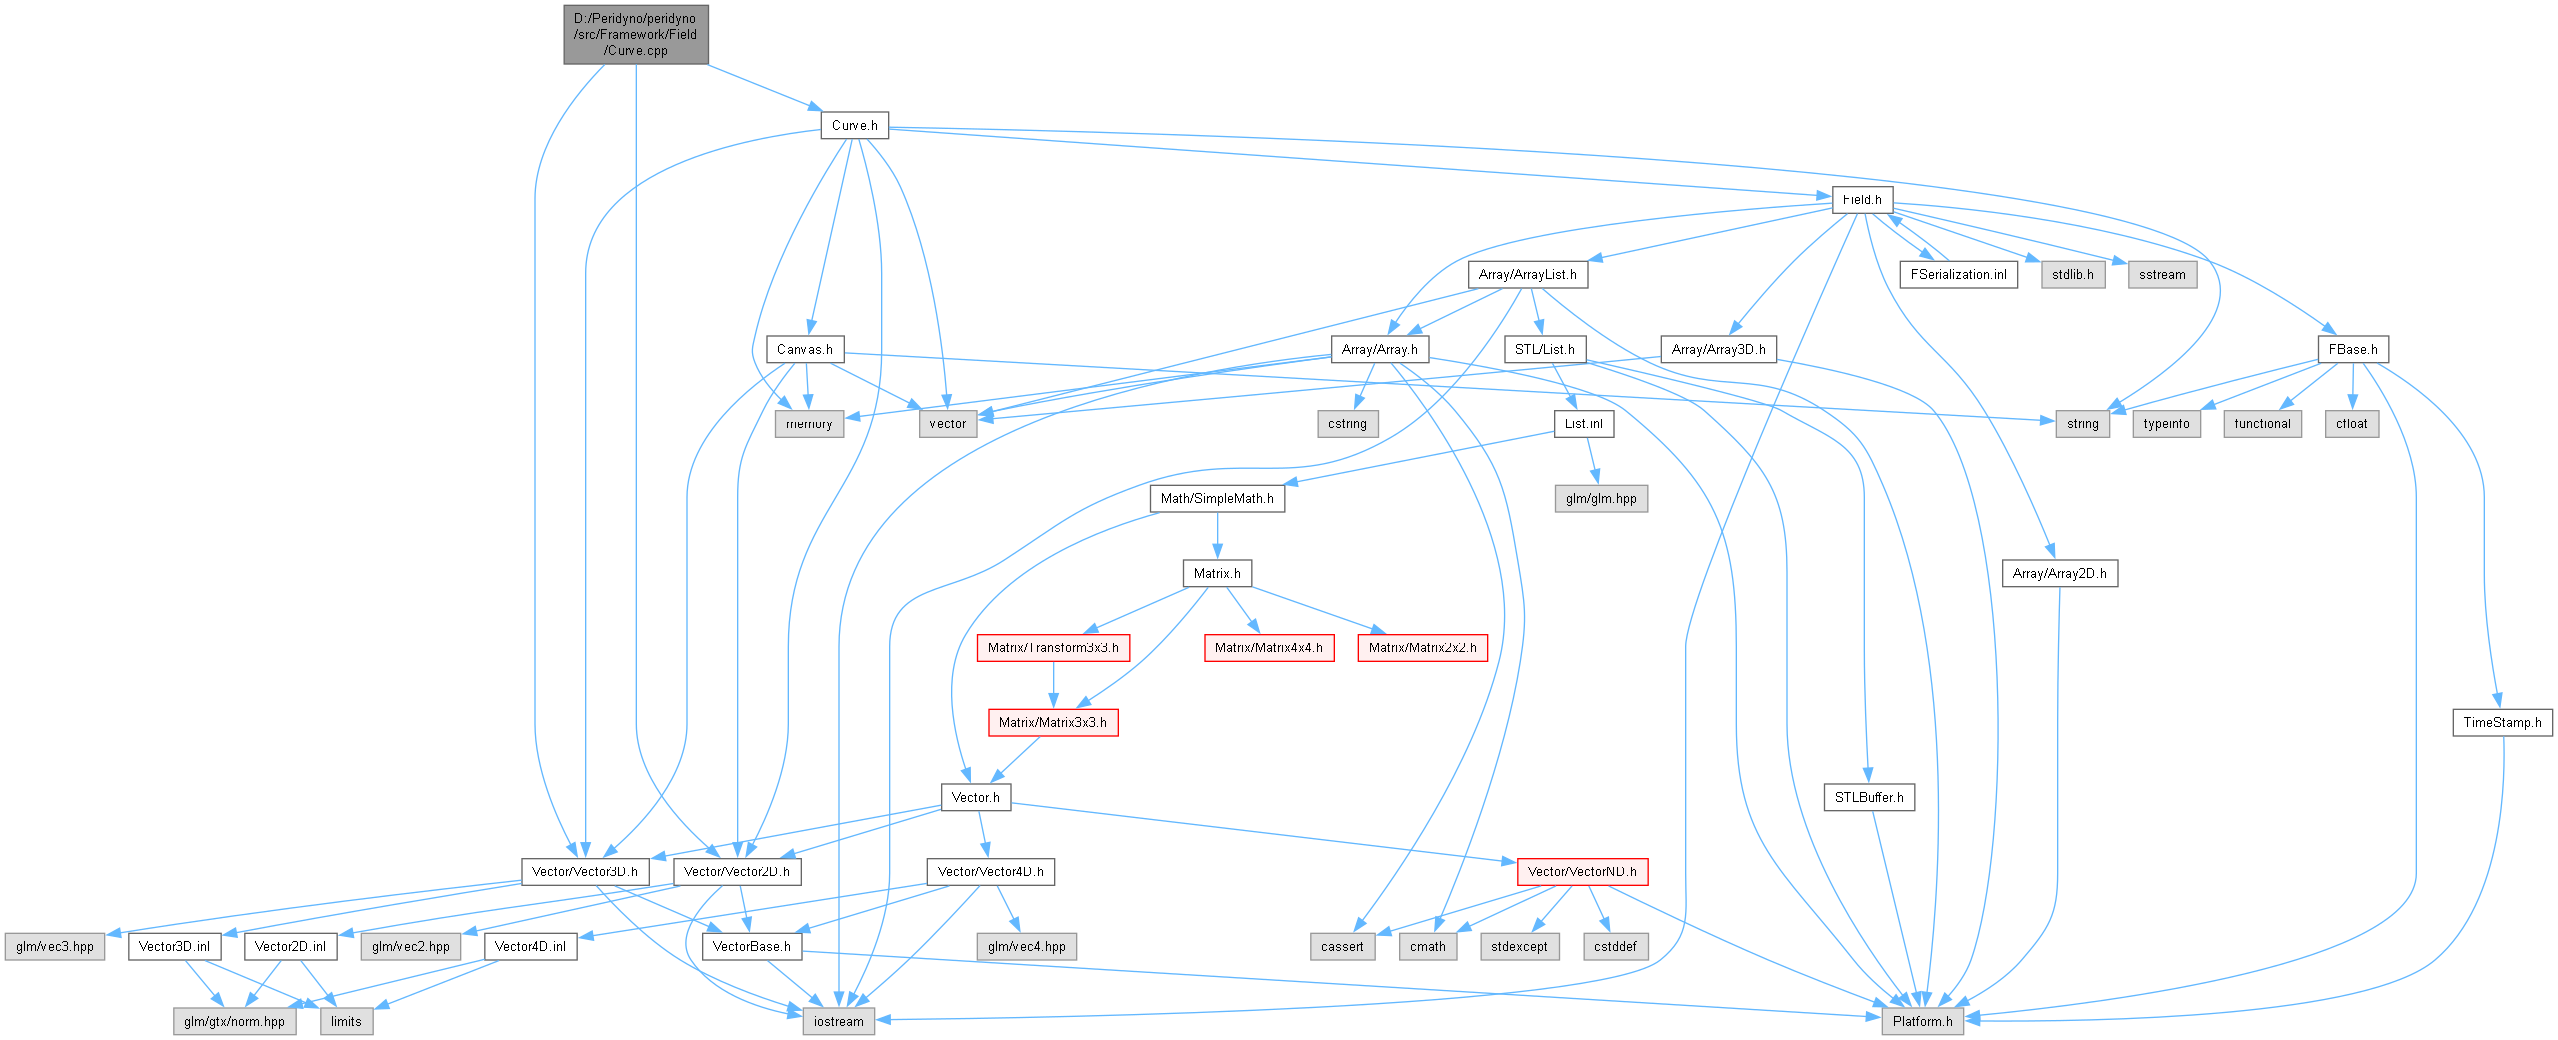 D:/Peridyno/peridyno
/src/Framework/Field
/Curve.cpp
Curve.h
Field.h
Array/ArrayList.h
FSerialization.inl
stdlib.h
sstream
Canvas.h
Array/Array.h
STL/List.h
Array/Array3D.h
FBase.h
memory
vector
cstring
List.inl
string
typeinfo
functional
cfloat
Math/SimpleMath.h
glm/glm.hpp
Matrix.h
Array/Array2D.h
Matrix/Transform3x3.h
Matrix/Matrix4x4.h
Matrix/Matrix2x2.h
Matrix/Matrix3x3.h
TimeStamp.h
Vector.h
STLBuffer.h
Vector/Vector3D.h
Vector/Vector2D.h
Vector/Vector4D.h
Vector/VectorND.h
glm/vec3.hpp
Vector3D.inl
Vector2D.inl
glm/vec2.hpp
Vector4D.inl
VectorBase.h
glm/vec4.hpp
cassert
cmath
stdexcept
cstddef
glm/gtx/norm.hpp
limits
iostream
Platform.h